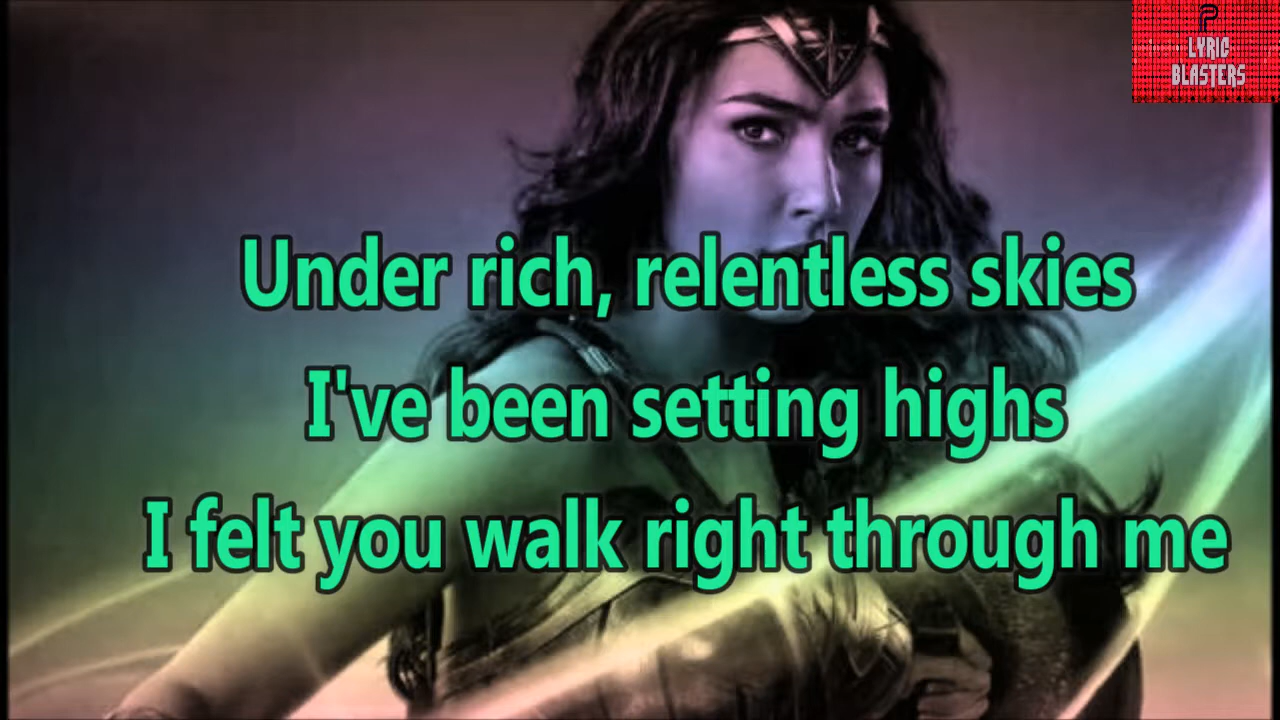 LYRIC
BLASTERS
Under rich, relentless skies
I've been setting highs
I felt you walk right through me